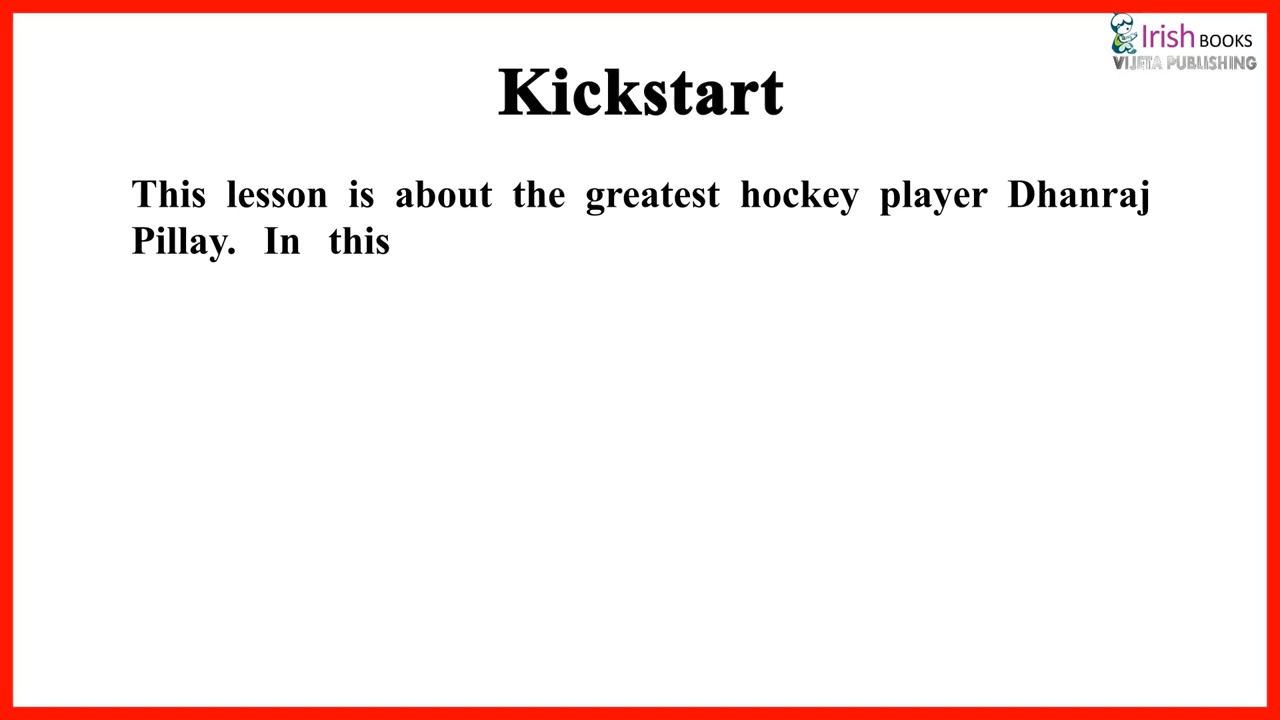 Irish BOOKS
VIJETA PUBLISHING
Kickstart
This lesson is about the greatest hockey player Dhanraj
Pillay. In this